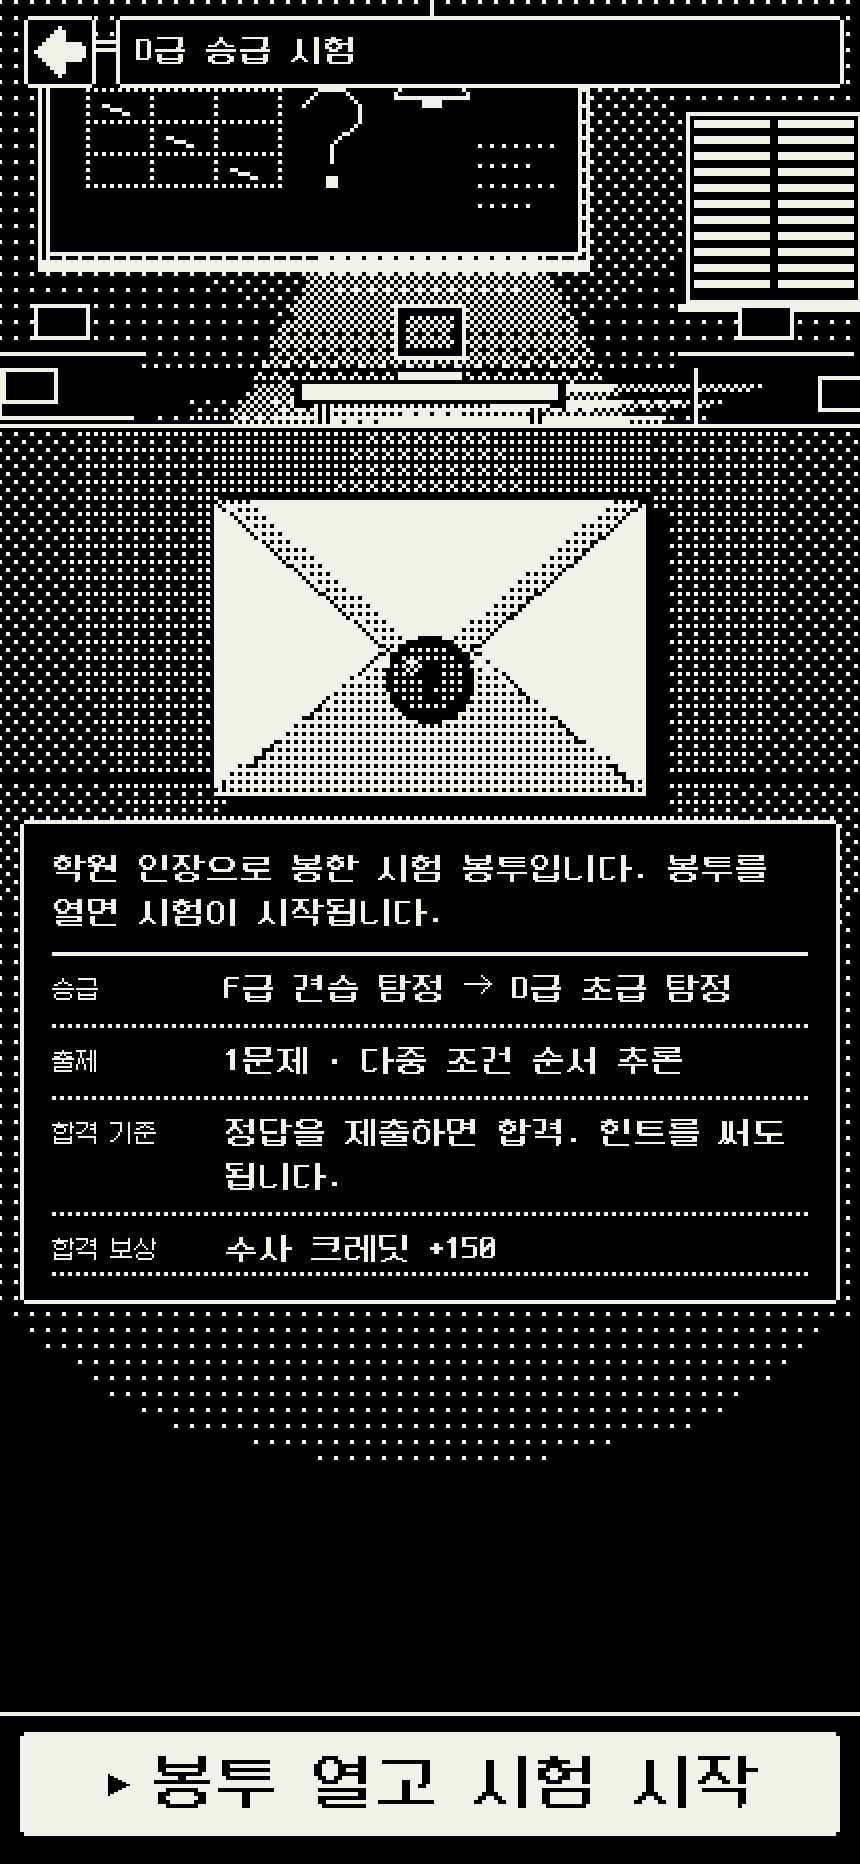 D급 승급 시험
학원 인장으로 봉한 시험 봉투입니다. 봉투를
열면 시험이 시작됩니다.
승급 F급 견습 탐정 → D급 초급 탐정
출제 1문제 · 다중 조건 순서 추론
합격 기준 정답을 제출하면 합격. 힌트를 써도
됩니다.
합격 보상 수사 크레딧 +150
▸ 봉투 열고 시험 시작